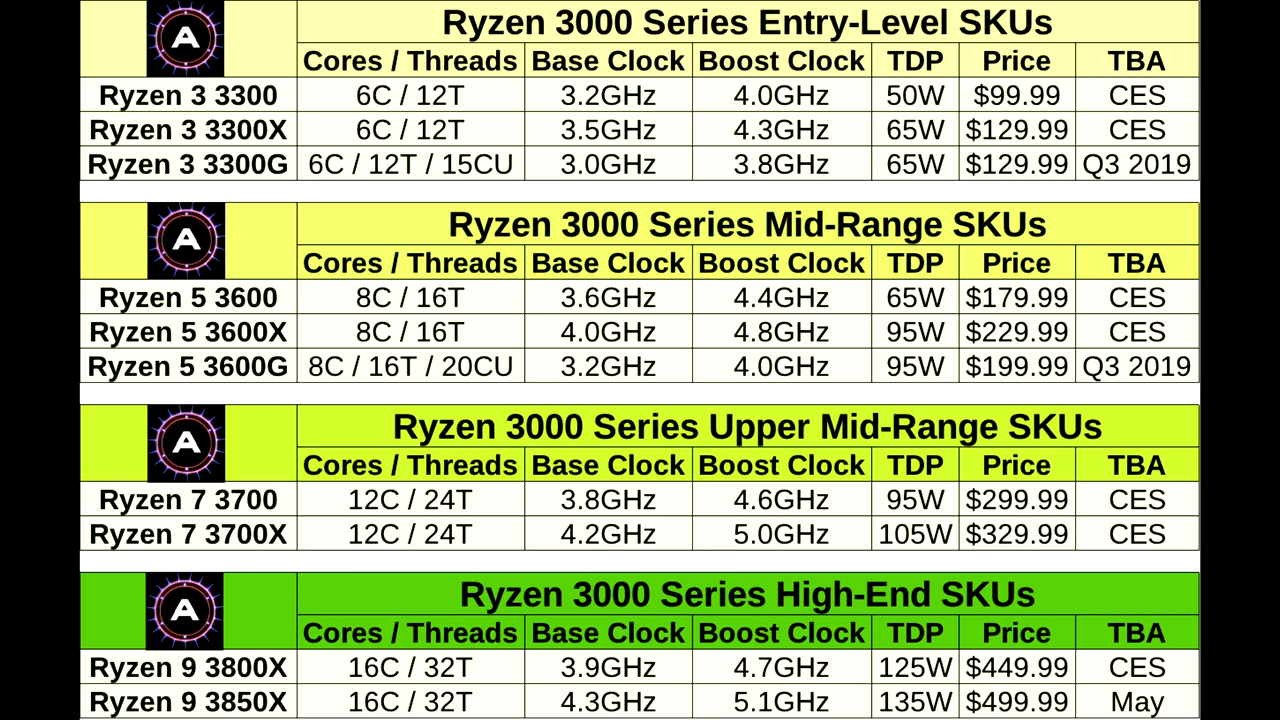 A Ryzen 3000 Series Entry-Level SKUs
Cores / Threads Base Clock Boost Clock TDP Price TBA
Ryzen 3 3300 6C / 12T 3.2GHz 4.0GHz 50W $99.99 CES
Ryzen 3 3300X 6C / 12T 3.5GHz 4.3GHz 65W $129.99 CES
Ryzen 3 3300G 6C / 12T / 15CU 3.0GHz 3.8GHz 65W $129.99 Q3 2019
A Ryzen 3000 Series Mid-Range SKUs
Cores / Threads Base Clock Boost Clock TDP Price TBA
Ryzen 5 3600 8C / 16T 3.6GHz 4.4GHz 65W $179.99 CES
Ryzen 5 3600X 8C / 16T 4.0GHz 4.8GHz 95W $229.99 CES
Ryzen 5 3600G 8C / 16T / 20CU 3.2GHz 4.0GHz 95W $199.99 Q3 2019
A Ryzen 3000 Series Upper Mid-Range SKUs
Cores / Threads Base Clock Boost Clock TDP Price TBA
Ryzen 7 3700 12C / 24T 3.8GHz 4.6GHz 95W $299.99 CES
Ryzen 7 3700X 12C / 24T 4.2GHz 5.0GHz 105W $329.99 CES
A Ryzen 3000 Series High-End SKUs
Cores / Threads Base Clock Boost Clock TDP Price TBA
Ryzen 9 3800X 16C / 32T 3.9GHz 4.7GHz 125W $449.99 CES
Ryzen 9 3850X 16C / 32T 4.3GHz 5.1GHz 135W $499.99 May